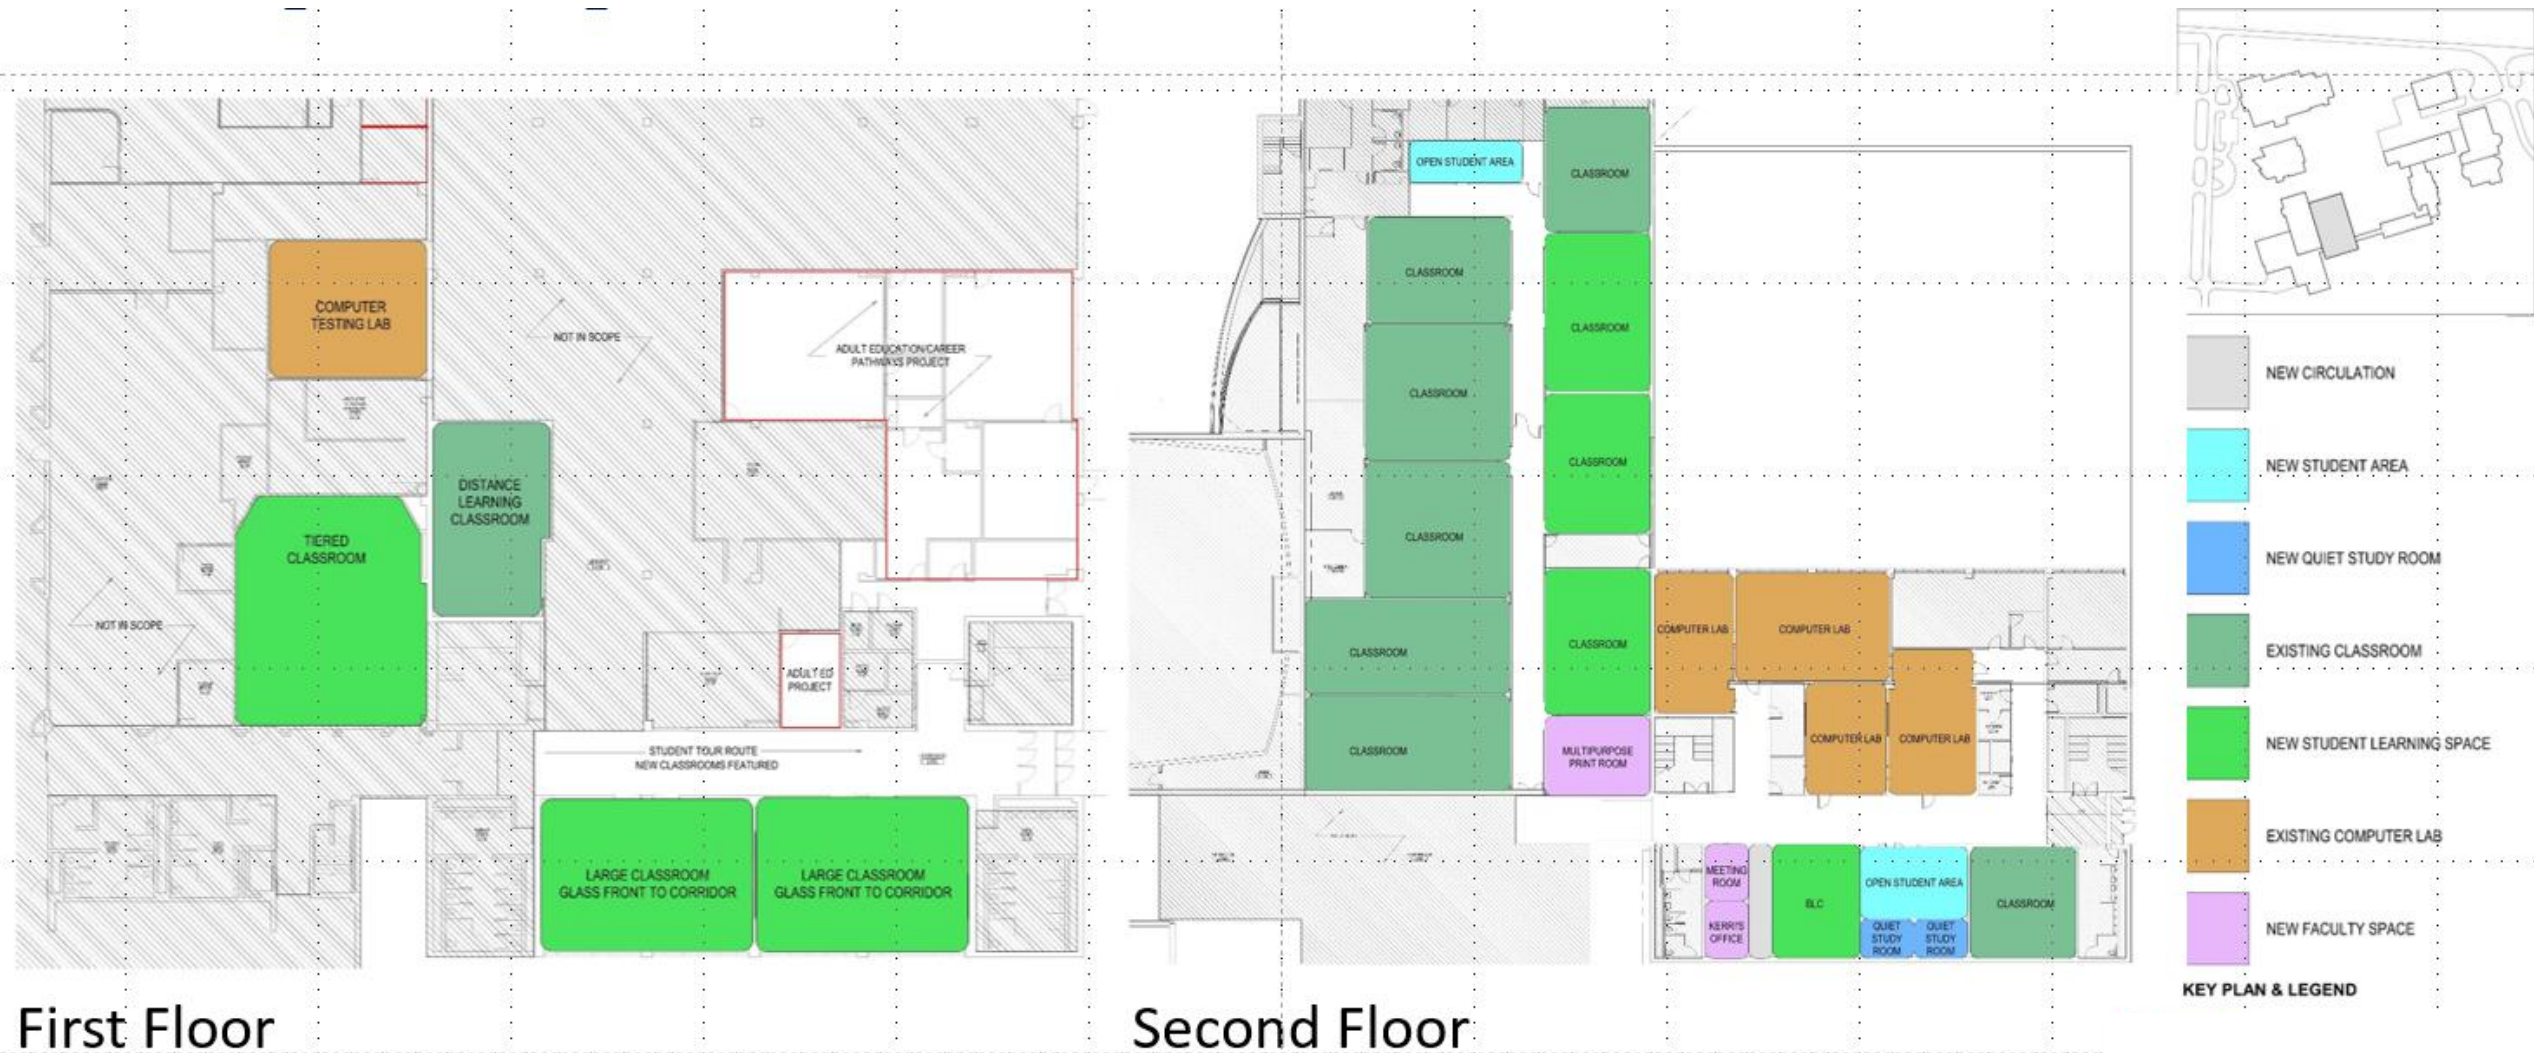 COMPUTER
TESTING LAB
NOT IN SCOPE
ADULT EDUCATION/CAREER
PATHWAYS PROJECT
DISTANCE
LEARNING
CLASSROOM
TIERED
CLASSROOM
NOT IN SCOPE
ADULT ED
PROJECT
STUDENT TOUR ROUTE
NEW CLASSROOMS FEATURED
LARGE CLASSROOM
GLASS FRONT TO CORRIDOR
LARGE CLASSROOM
GLASS FRONT TO CORRIDOR
First Floor
OPEN STUDENT AREA
CLASSROOM
CLASSROOM
CLASSROOM
CLASSROOM
CLASSROOM
CLASSROOM
CLASSROOM
CLASSROOM
CLASSROOM
CLASSROOM
COMPUTER LAB
COMPUTER LAB
COMPUTER LAB
COMPUTER LAB
MULTIPURPOSE
PRINT ROOM
MEETING
ROOM
KERRI'S
OFFICE
BLC
OPEN STUDENT AREA
QUIET
STUDY
ROOM
QUIET
STUDY
ROOM
CLASSROOM
Second Floor
NEW CIRCULATION
NEW STUDENT AREA
NEW QUIET STUDY ROOM
EXISTING CLASSROOM
NEW STUDENT LEARNING SPACE
EXISTING COMPUTER LAB
NEW FACULTY SPACE
KEY PLAN & LEGEND